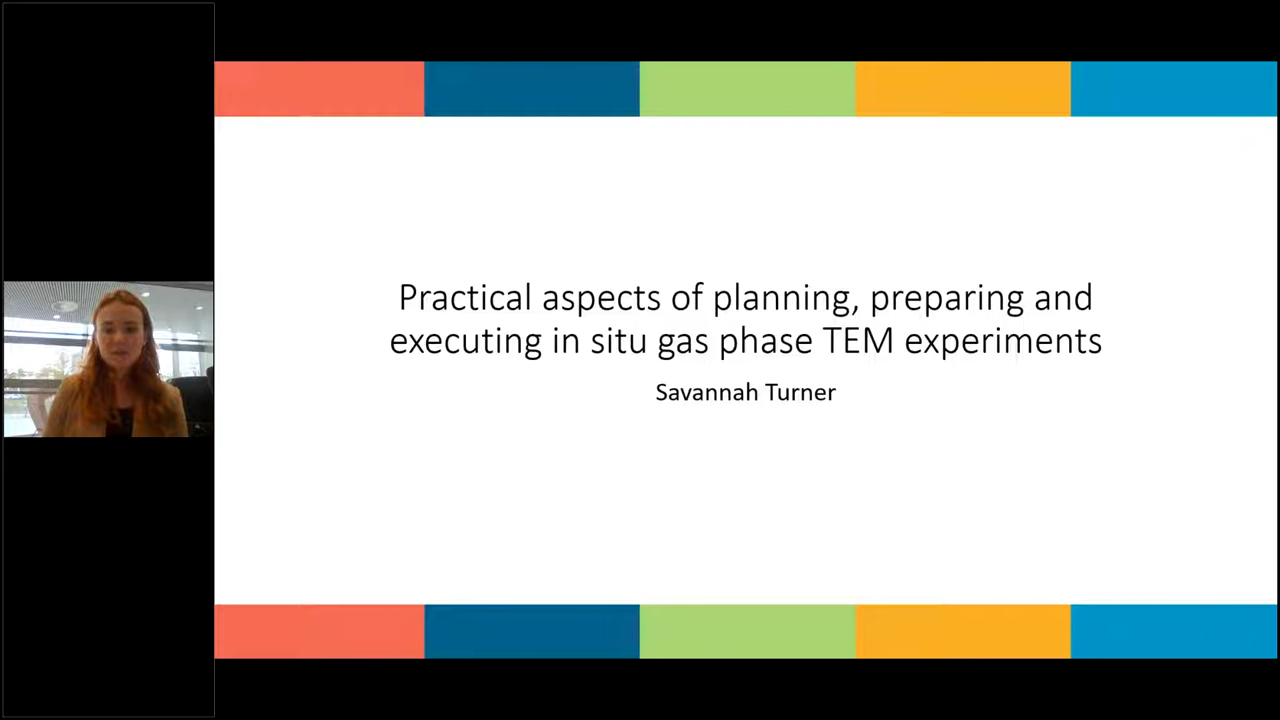 Practical aspects of planning, preparing and
executing in situ gas phase TEM experiments
Savannah Turner